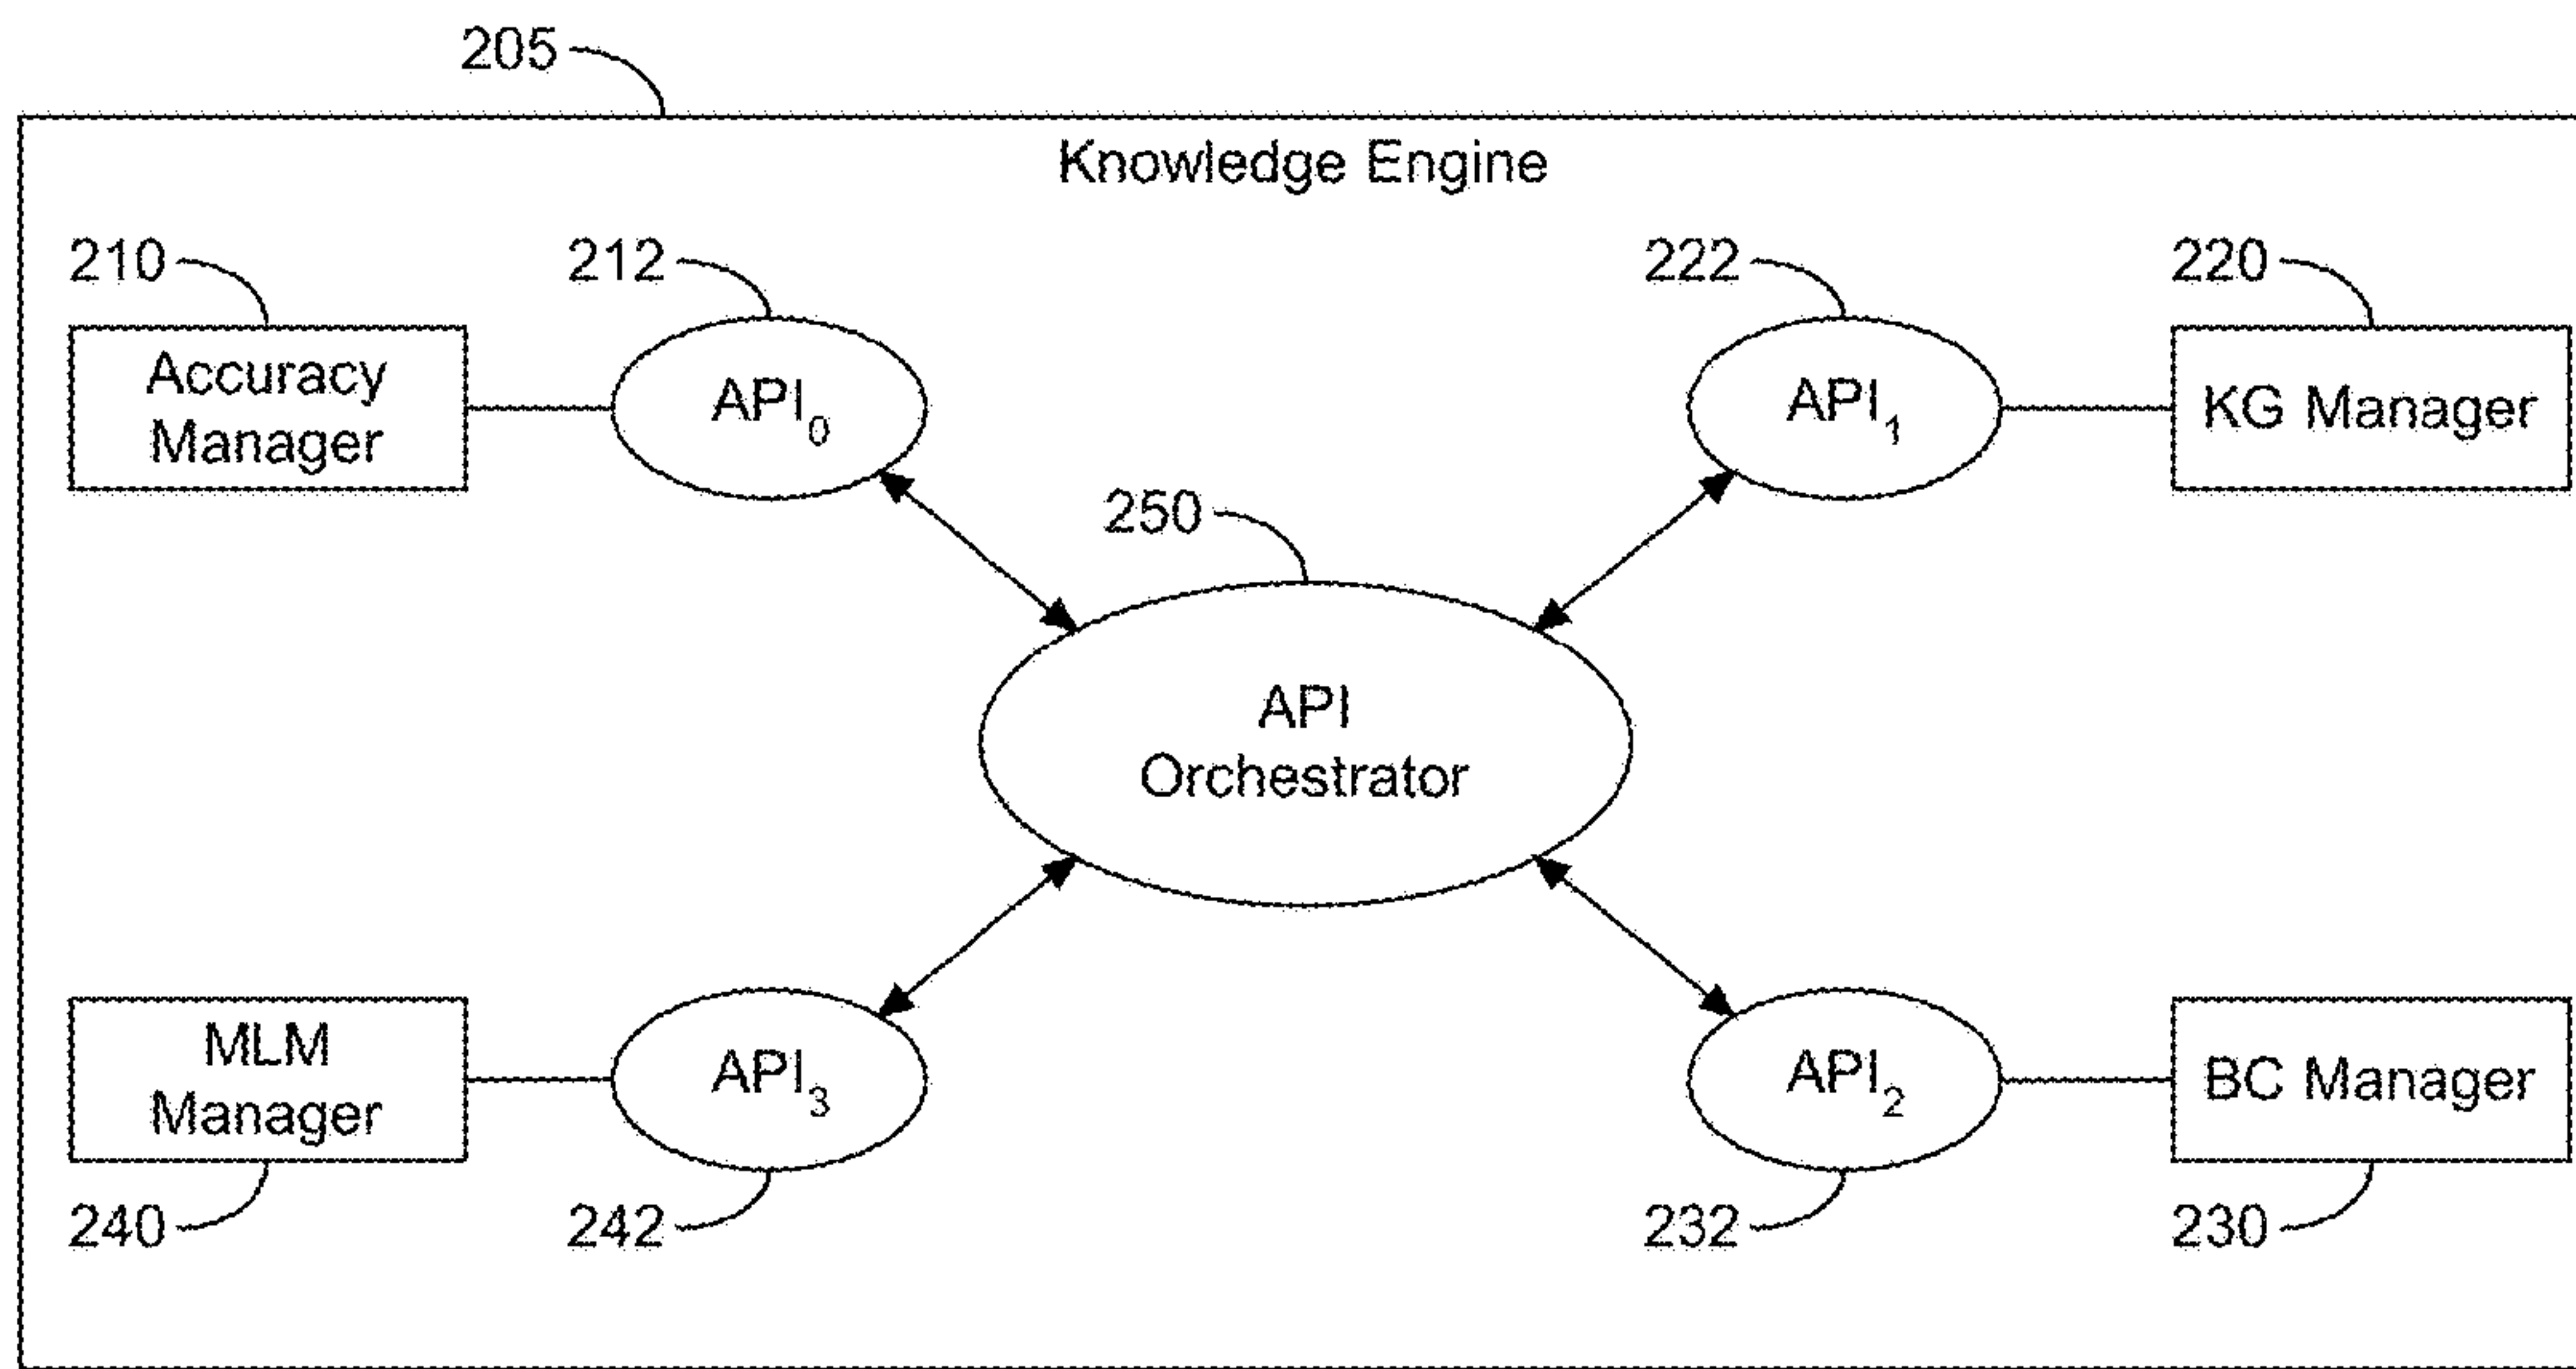 205
Knowledge Engine
210
212
222
220
Accuracy
Manager
API₀
API₁
KG Manager
250
API
Orchestrator
MLM
Manager
API₃
API₂
BC Manager
240
242
232
230